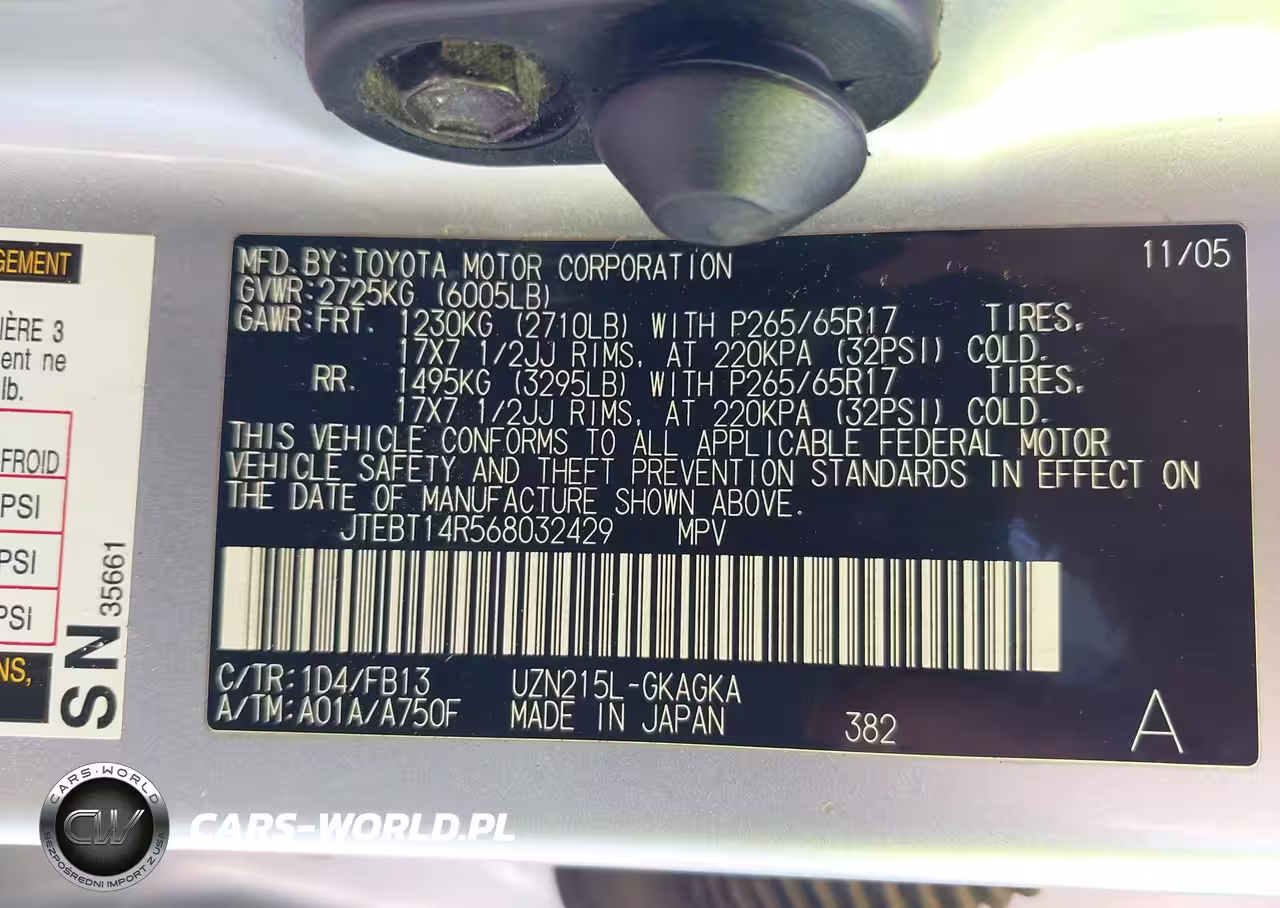 GEMENT
IÈRE 3
ent ne
lb.
FROID
PSI
PSI
PSI
NS,
SN 35661
11/05
MFD. BY: TOYOTA MOTOR CORPORATION
GVWR: 2725KG (6005LB)
GAWR: FRT. 1230KG (2710LB) WITH P265/65R17 TIRES,
17X7 1/2JJ RIMS, AT 220KPA (32PSI) COLD.
RR. 1495KG (3295LB) WITH P265/65R17 TIRES,
17X7 1/2JJ RIMS, AT 220KPA (32PSI) COLD.
THIS VEHICLE CONFORMS TO ALL APPLICABLE FEDERAL MOTOR
VEHICLE SAFETY AND THEFT PREVENTION STANDARDS IN EFFECT ON
THE DATE OF MANUFACTURE SHOWN ABOVE.
JTEBT14R568032429 MPV
C/TR: 1D4/FB13 UZN215L-GKAGKA
A/TM: A01A/A750F MADE IN JAPAN 382 A
CARS-WORLD
CW
BEZPOŚREDNI IMPORT Z USA
CARS-WORLD.PL